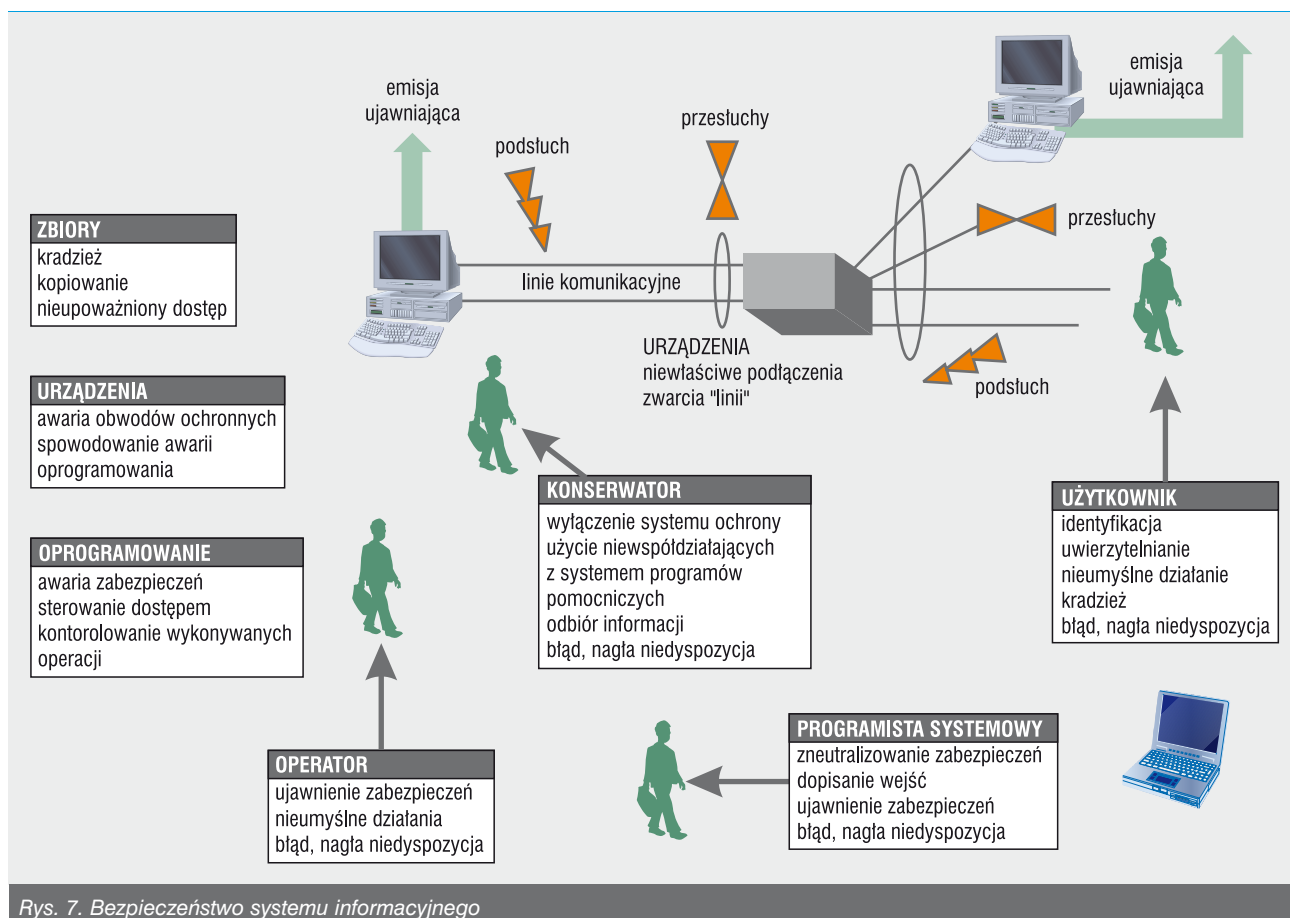 emisja
ujawniająca
emisja
ujawniająca
podsłuch
przesłuchy
przesłuchy
linie komunikacyjne
URZĄDZENIA
niewłaściwe podłączenia
zwarcia "linii"
podsłuch
ZBIORY
kradzież
kopiowanie
nieupoważniony dostęp
URZĄDZENIA
awaria obwodów ochronnych
spowodowanie awarii
oprogramowania
OPROGRAMOWANIE
awaria zabezpieczeń
sterowanie dostępem
kontorolowanie wykonywanych
operacji
KONSERWATOR
wyłączenie systemu ochrony
użycie niewspółdziałających
z systemem programów
pomocniczych
odbiór informacji
błąd, nagła niedyspozycja
UŻYTKOWNIK
identyfikacja
uwierzytelnianie
nieumyślne działanie
kradzież
błąd, nagła niedyspozycja
OPERATOR
ujawnienie zabezpieczeń
nieumyślne działania
błąd, nagła niedyspozycja
PROGRAMISTA SYSTEMOWY
zneutralizowanie zabezpieczeń
dopisanie wejść
ujawnienie zabezpieczeń
błąd, nagła niedyspozycja
Rys. 7. Bezpieczeństwo systemu informacyjnego